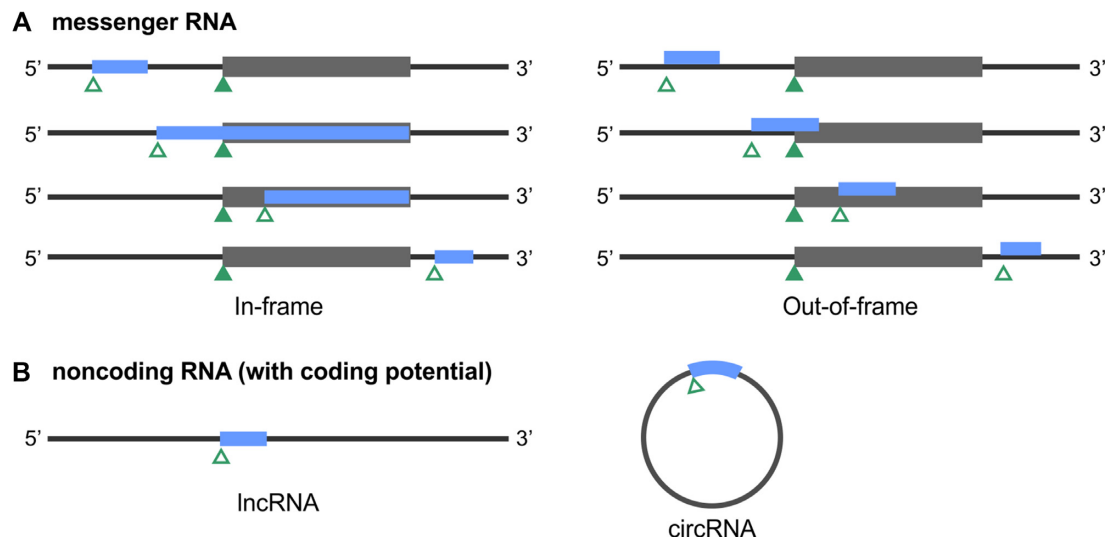 A messenger RNA
5’ 3’ 5’ 3’
5’ 3’ 5’ 3’
5’ 3’ 5’ 3’
5’ 3’ 5’ 3’
In-frame Out-of-frame
B noncoding RNA (with coding potential)
5’ 3’
lncRNA
circRNA